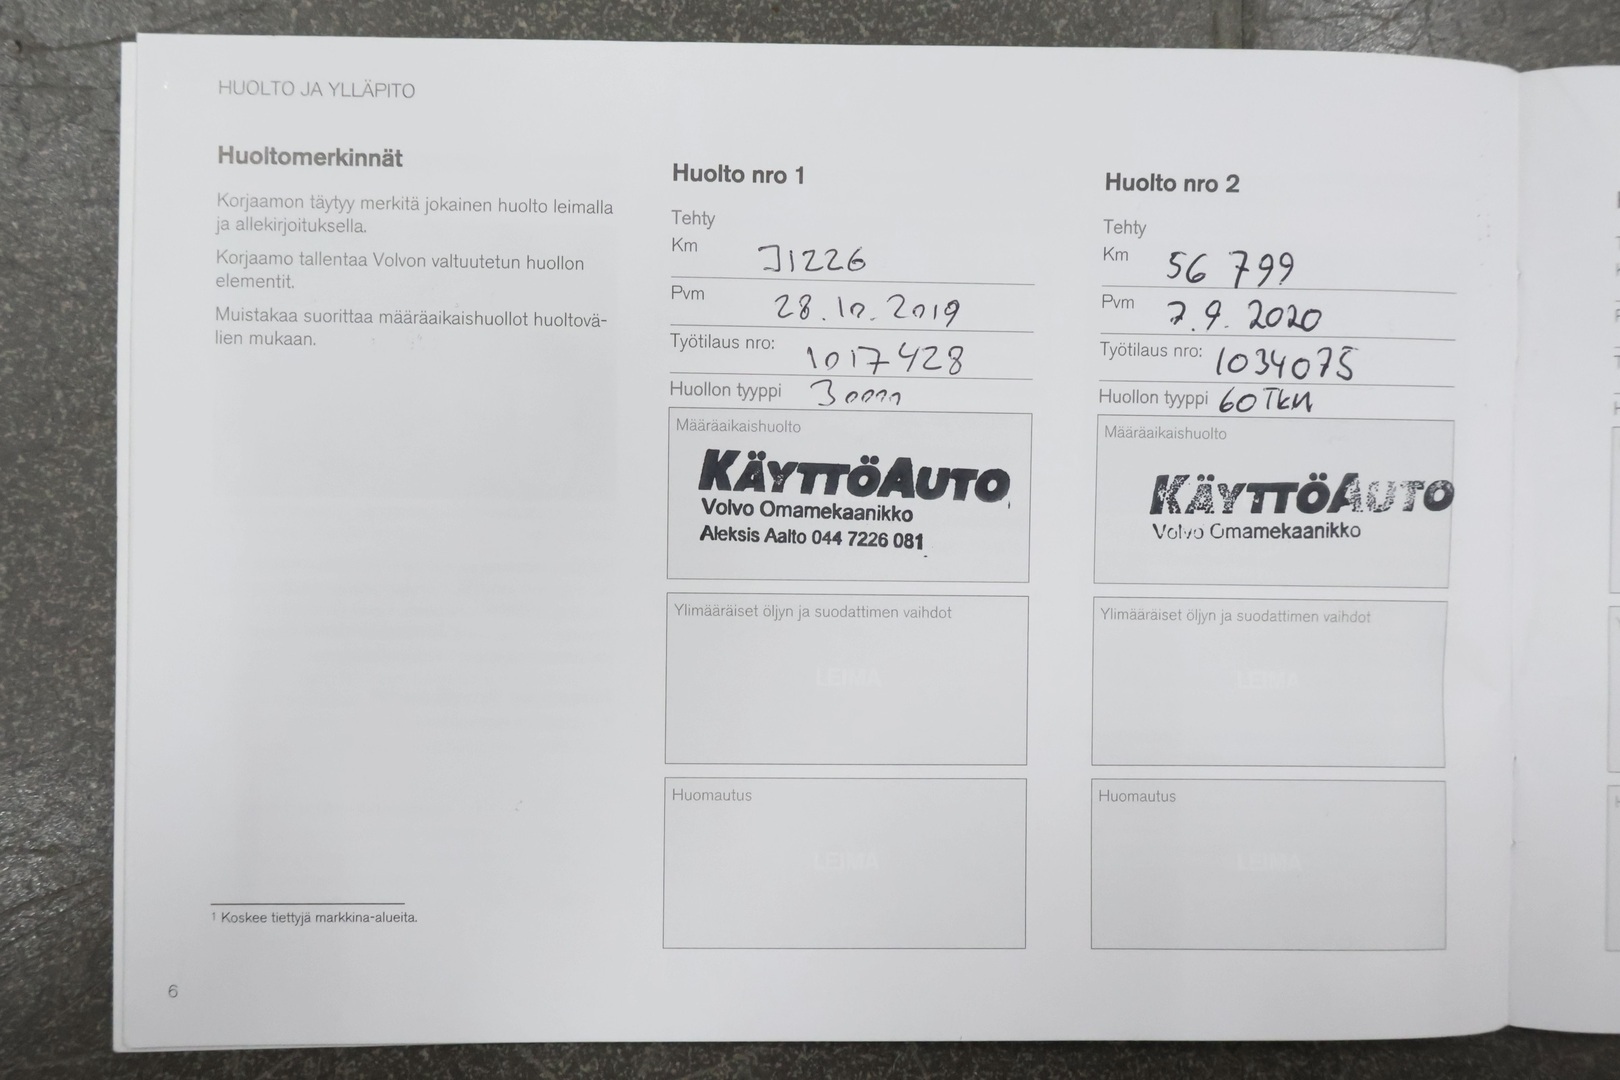 HUOLTO JA YLLÄPITO
Huoltomerkinnät
Korjaamon täytyy merkitä jokainen huolto leimalla
ja allekirjoituksella.
Korjaamo tallentaa Volvon valtuutetun huollon
elementit.
Muistakaa suorittaa määräaikaishuollot huoltovä-
lien mukaan.
1 Koskee tiettyjä markkina-alueita.
6
Huolto nro 1
Tehty
Km 31226
Pvm 28.10.2019
Työtilaus nro: 1017428
Huollon tyyppi 30000
Määräaikaishuolto
KÄYTTÖAUTO
Volvo Omamekaanikko
Aleksis Aalto 044 7226 081
Ylimääräiset öljyn ja suodattimen vaihdot
LEIMA
Huomautus
LEIMA
Huolto nro 2
Tehty
Km 56 799
Pvm 7.9. 2020
Työtilaus nro: 1034075
Huollon tyyppi 60TKM
Määräaikaishuolto
KÄYTTÖAUTO
Volvo Omamekaanikko
Ylimääräiset öljyn ja suodattimen vaihdot
LEIMA
Huomautus
LEIMA